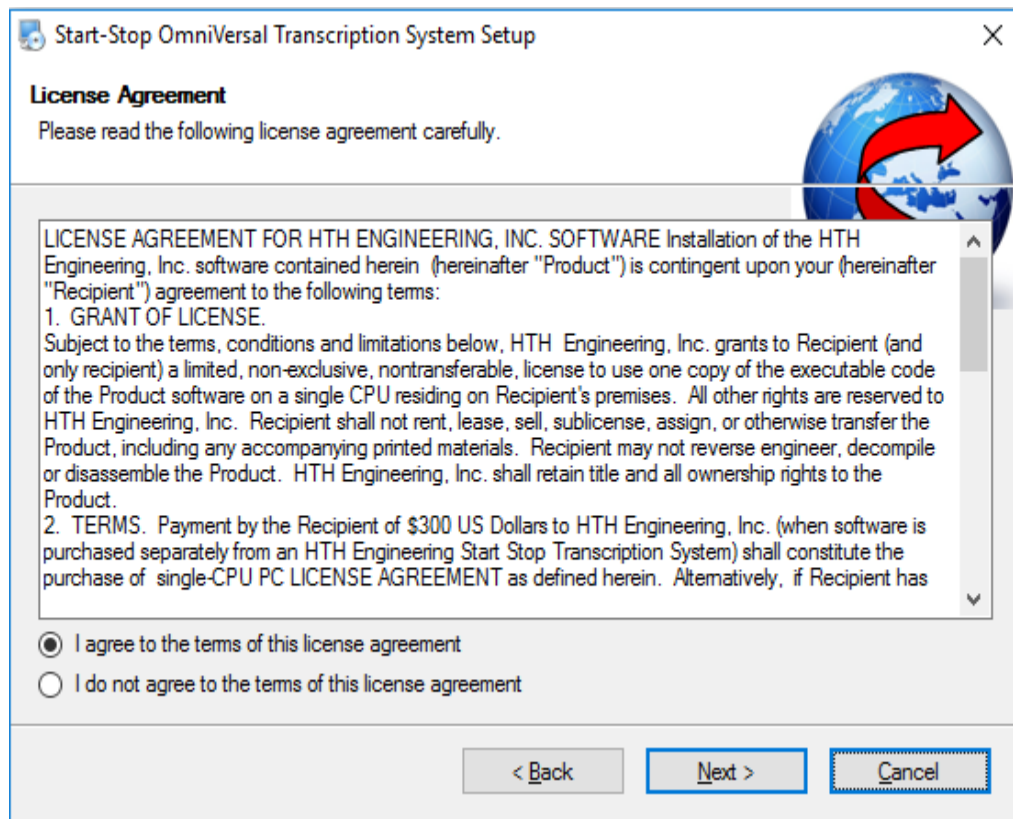 Start-Stop OmniVersal Transcription System Setup
License Agreement
Please read the following license agreement carefully.
LICENSE AGREEMENT FOR HTH ENGINEERING, INC. SOFTWARE Installation of the HTH
Engineering, Inc. software contained herein  (hereinafter "Product") is contingent upon your (hereinafter
"Recipient") agreement to the following terms:
1.  GRANT OF LICENSE.
Subject to the terms, conditions and limitations below, HTH  Engineering, Inc. grants to Recipient (and
only recipient) a limited, non-exclusive, nontransferable, license to use one copy of the executable code
of the Product software on a single CPU residing on Recipient's premises.  All other rights are reserved to
HTH Engineering, Inc.  Recipient shall not rent, lease, sell, sublicense, assign, or otherwise transfer the
Product, including any accompanying printed materials.  Recipient may not reverse engineer, decompile
or disassemble the Product.  HTH Engineering, Inc. shall retain title and all ownership rights to the
Product.
2.  TERMS.  Payment by the Recipient of $300 US Dollars to HTH Engineering, Inc. (when software is
purchased separately from an HTH Engineering Start Stop Transcription System) shall constitute the
purchase of  single-CPU PC LICENSE AGREEMENT as defined herein.  Alternatively,  if Recipient has
I agree to the terms of this license agreement
I do not agree to the terms of this license agreement
< Back
Next >
Cancel